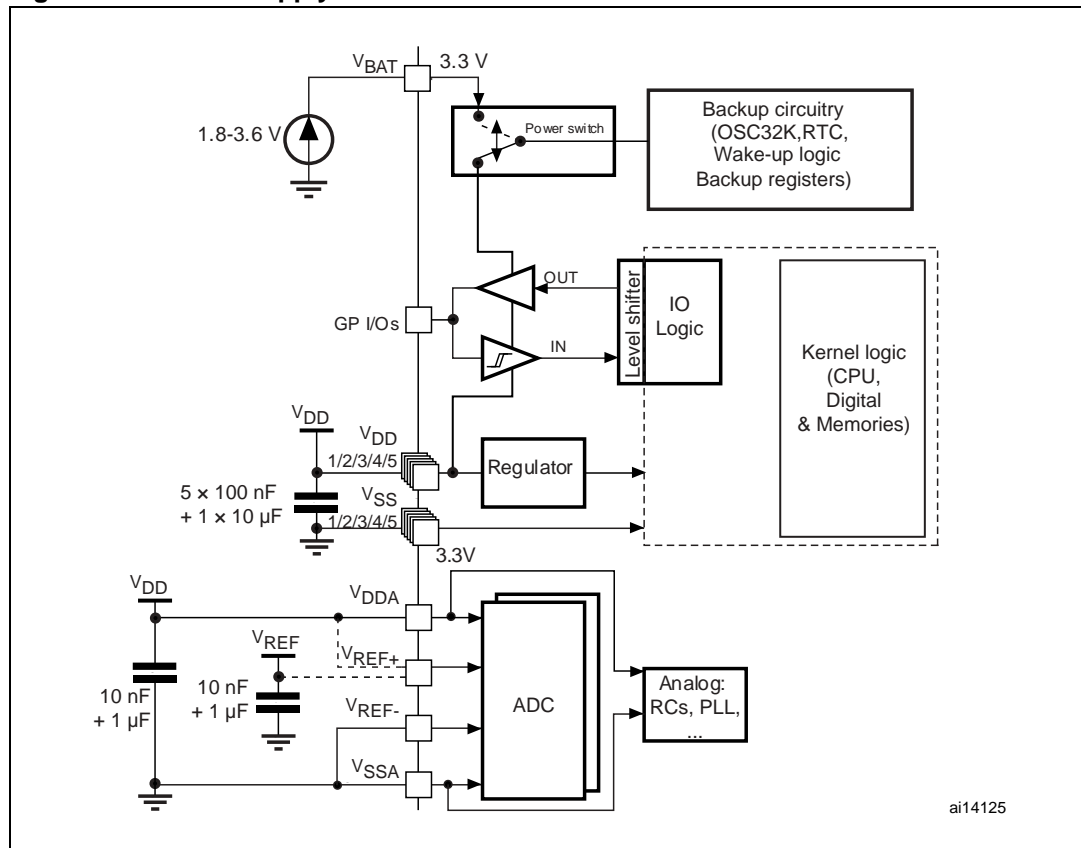 VBAT
3.3 V
1.8-3.6 V
Power switch
Backup circuitry
(OSC32K,RTC,
Wake-up logic
Backup registers)
OUT
GP I/Os
IN
Level shifter
IO
Logic
Kernel logic
(CPU,
Digital
& Memories)
VDD
VDD
1/2/3/4/5
Regulator
5 × 100 nF
+ 1 × 10 µF
VSS
1/2/3/4/5
3.3V
VDD
VDDA
VREF
VREF+
10 nF
+ 1 µF
10 nF
+ 1 µF
VREF-
ADC
Analog:
RCs, PLL,
...
VSSA
ai14125